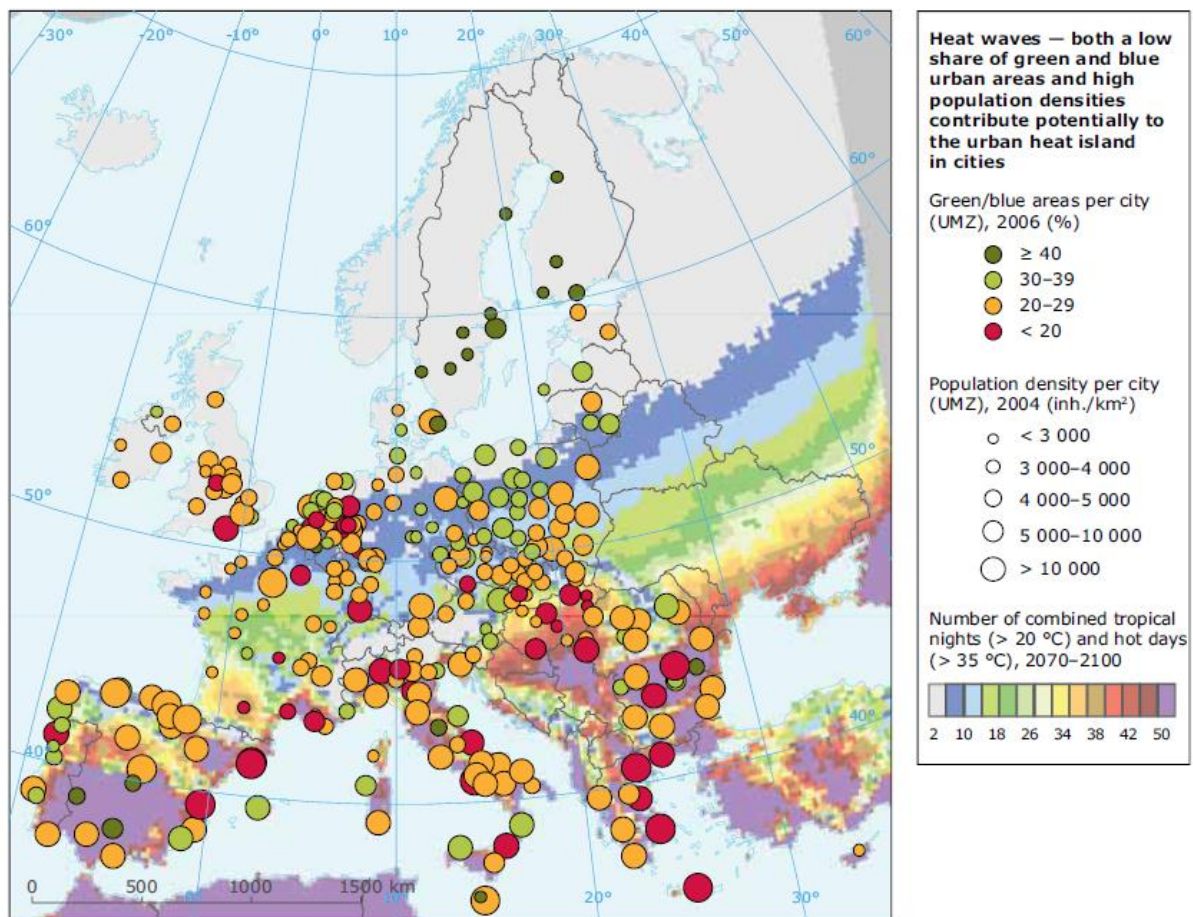 -30° -20° -10° 0° 10° 20° 30° 40° 50° 60°
60°
60°
50°
50°
40°
40°
0 500 1000 1500 km
0° 10° 20° 30°
Heat waves — both a low
share of green and blue
urban areas and high
population densities
contribute potentially to
the urban heat island
in cities
Green/blue areas per city
(UMZ), 2006 (%)
≥ 40
30–39
20–29
< 20
Population density per city
(UMZ), 2004 (inh./km²)
< 3 000
3 000–4 000
4 000–5 000
5 000–10 000
> 10 000
Number of combined tropical
nights (> 20 °C) and hot days
(> 35 °C), 2070–2100
2 10 18 26 34 38 42 50